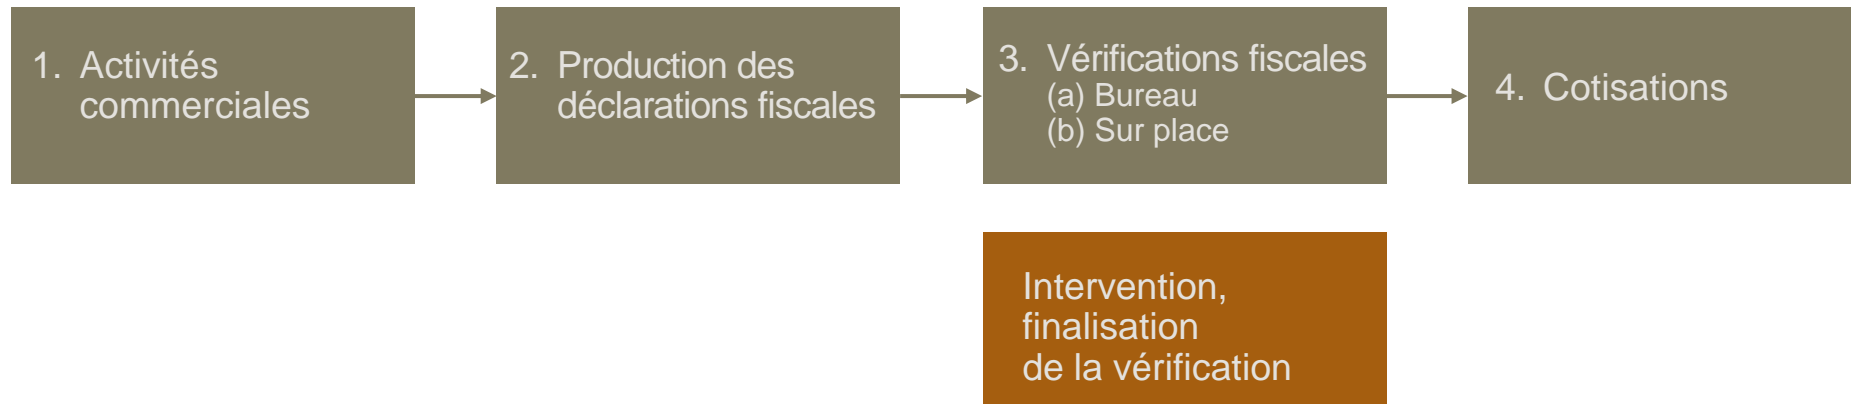 1. Activités
commerciales
2. Production des
déclarations fiscales
3. Vérifications fiscales
(a) Bureau
(b) Sur place
4. Cotisations
Intervention,
finalisation
de la vérification